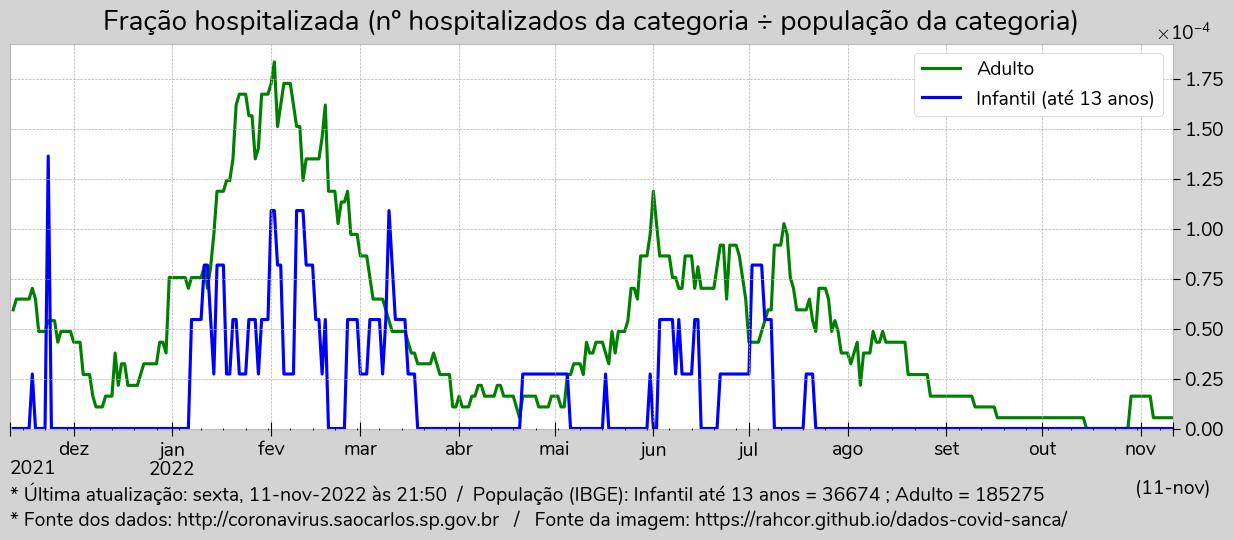 Fração hospitalizada (nº hospitalizados da categoria ÷ população da categoria)
×10⁻⁴
Adulto
Infantil (até 13 anos)
1.75
1.50
1.25
1.00
0.75
0.50
0.25
0.00
dez jan fev mar abr mai jun jul ago set out nov
2021 2022
(11-nov)
* Última atualização: sexta, 11-nov-2022 às 21:50 / População (IBGE): Infantil até 13 anos = 36674 ; Adulto = 185275
* Fonte dos dados: http://coronavirus.saocarlos.sp.gov.br / Fonte da imagem: https://rahcor.github.io/dados-covid-sanca/